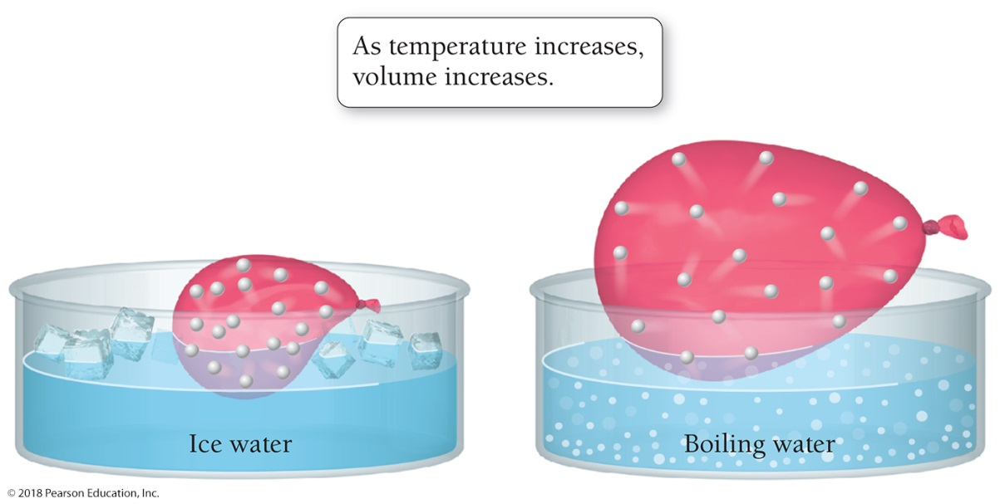 As temperature increases,
volume increases.
Ice water
Boiling water
© 2018 Pearson Education, Inc.